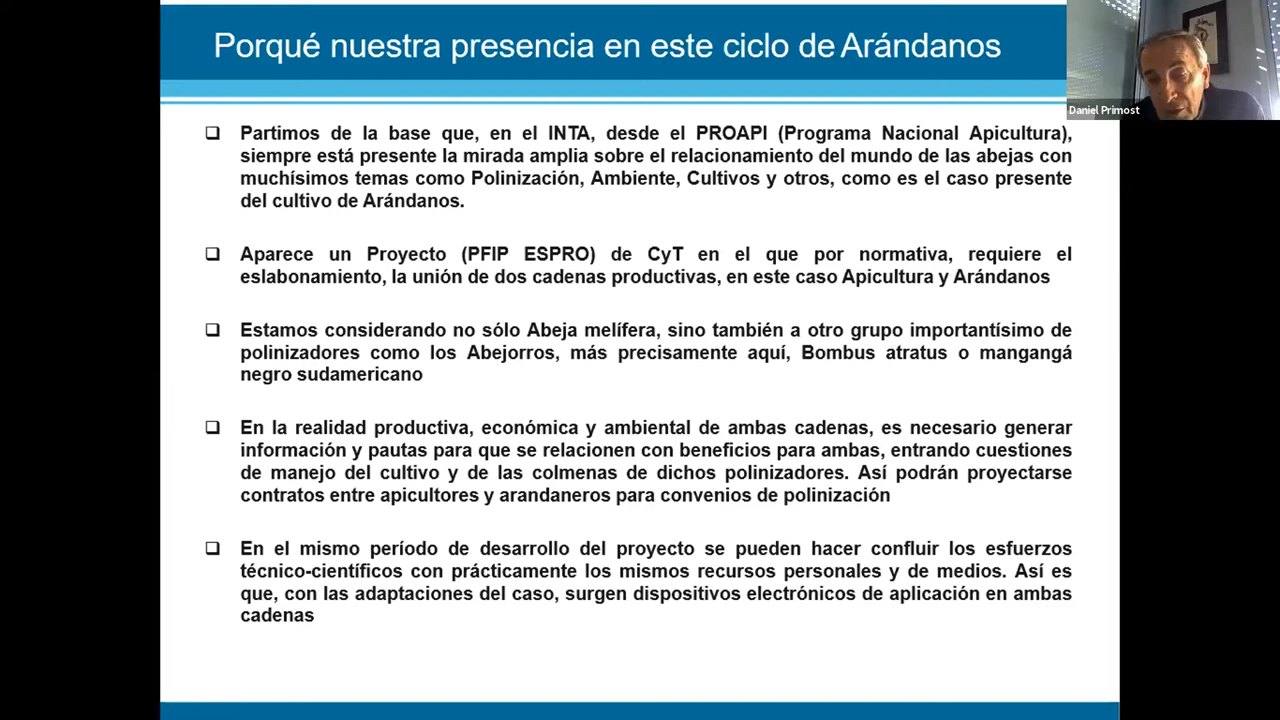 Porqué nuestra presencia en este ciclo de Arándanos
Daniel Primost
Partimos de la base que, en el INTA, desde el PROAPI (Programa Nacional Apicultura),
siempre está presente la mirada amplia sobre el relacionamiento del mundo de las abejas con
muchísimos temas como Polinización, Ambiente, Cultivos y otros, como es el caso presente
del cultivo de Arándanos.
Aparece un Proyecto (PFIP ESPRO) de CyT en el que por normativa, requiere el
eslabonamiento, la unión de dos cadenas productivas, en este caso Apicultura y Arándanos
Estamos considerando no sólo Abeja melífera, sino también a otro grupo importantísimo de
polinizadores como los Abejorros, más precisamente aquí, Bombus atratus o mangangá
negro sudamericano
En la realidad productiva, económica y ambiental de ambas cadenas, es necesario generar
información y pautas para que se relacionen con beneficios para ambas, entrando cuestiones
de manejo del cultivo y de las colmenas de dichos polinizadores. Así podrán proyectarse
contratos entre apicultores y arandaneros para convenios de polinización
En el mismo período de desarrollo del proyecto se pueden hacer confluir los esfuerzos
técnico-científicos con prácticamente los mismos recursos personales y de medios. Así es
que, con las adaptaciones del caso, surgen dispositivos electrónicos de aplicación en ambas
cadenas